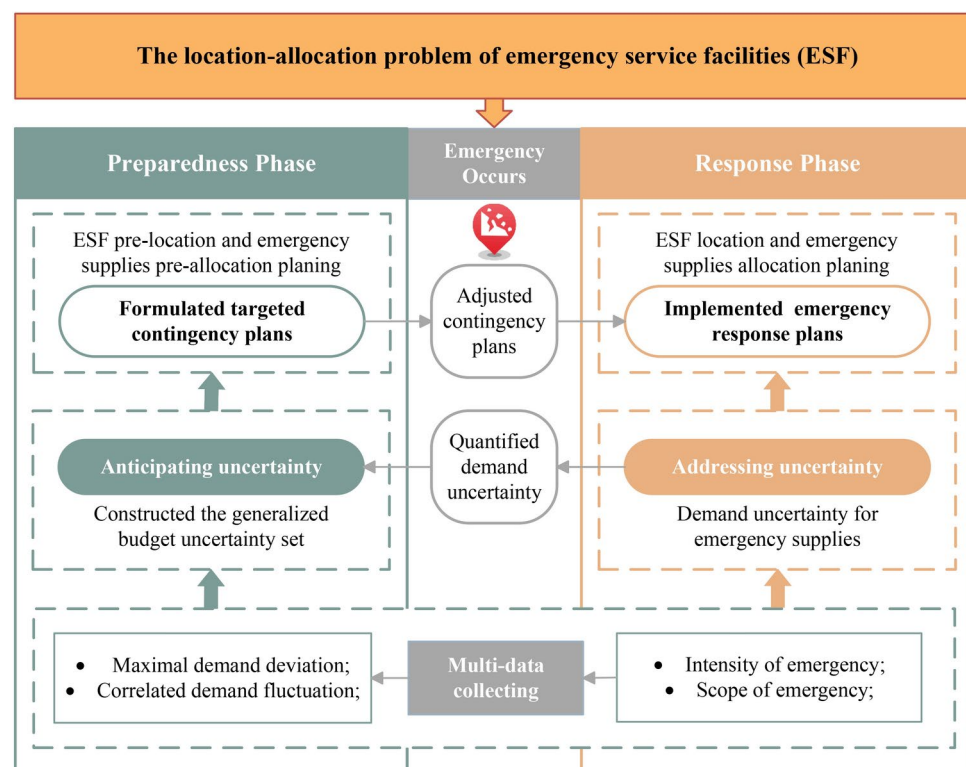 The location-allocation problem of emergency service facilities (ESF)
Preparedness Phase
Emergency
Occurs
Response Phase
ESF pre-location and emergency
supplies pre-allocation planing
Formulated targeted
contingency plans
Adjusted
contingency
plans
ESF location and emergency
supplies allocation planing
Implemented emergency
response plans
Anticipating uncertainty
Constructed the generalized
budget uncertainty set
Quantified
demand
uncertainty
Addressing uncertainty
Demand uncertainty for
emergency supplies
• Maximal demand deviation;
• Correlated demand fluctuation;
Multi-data
collecting
• Intensity of emergency;
• Scope of emergency;